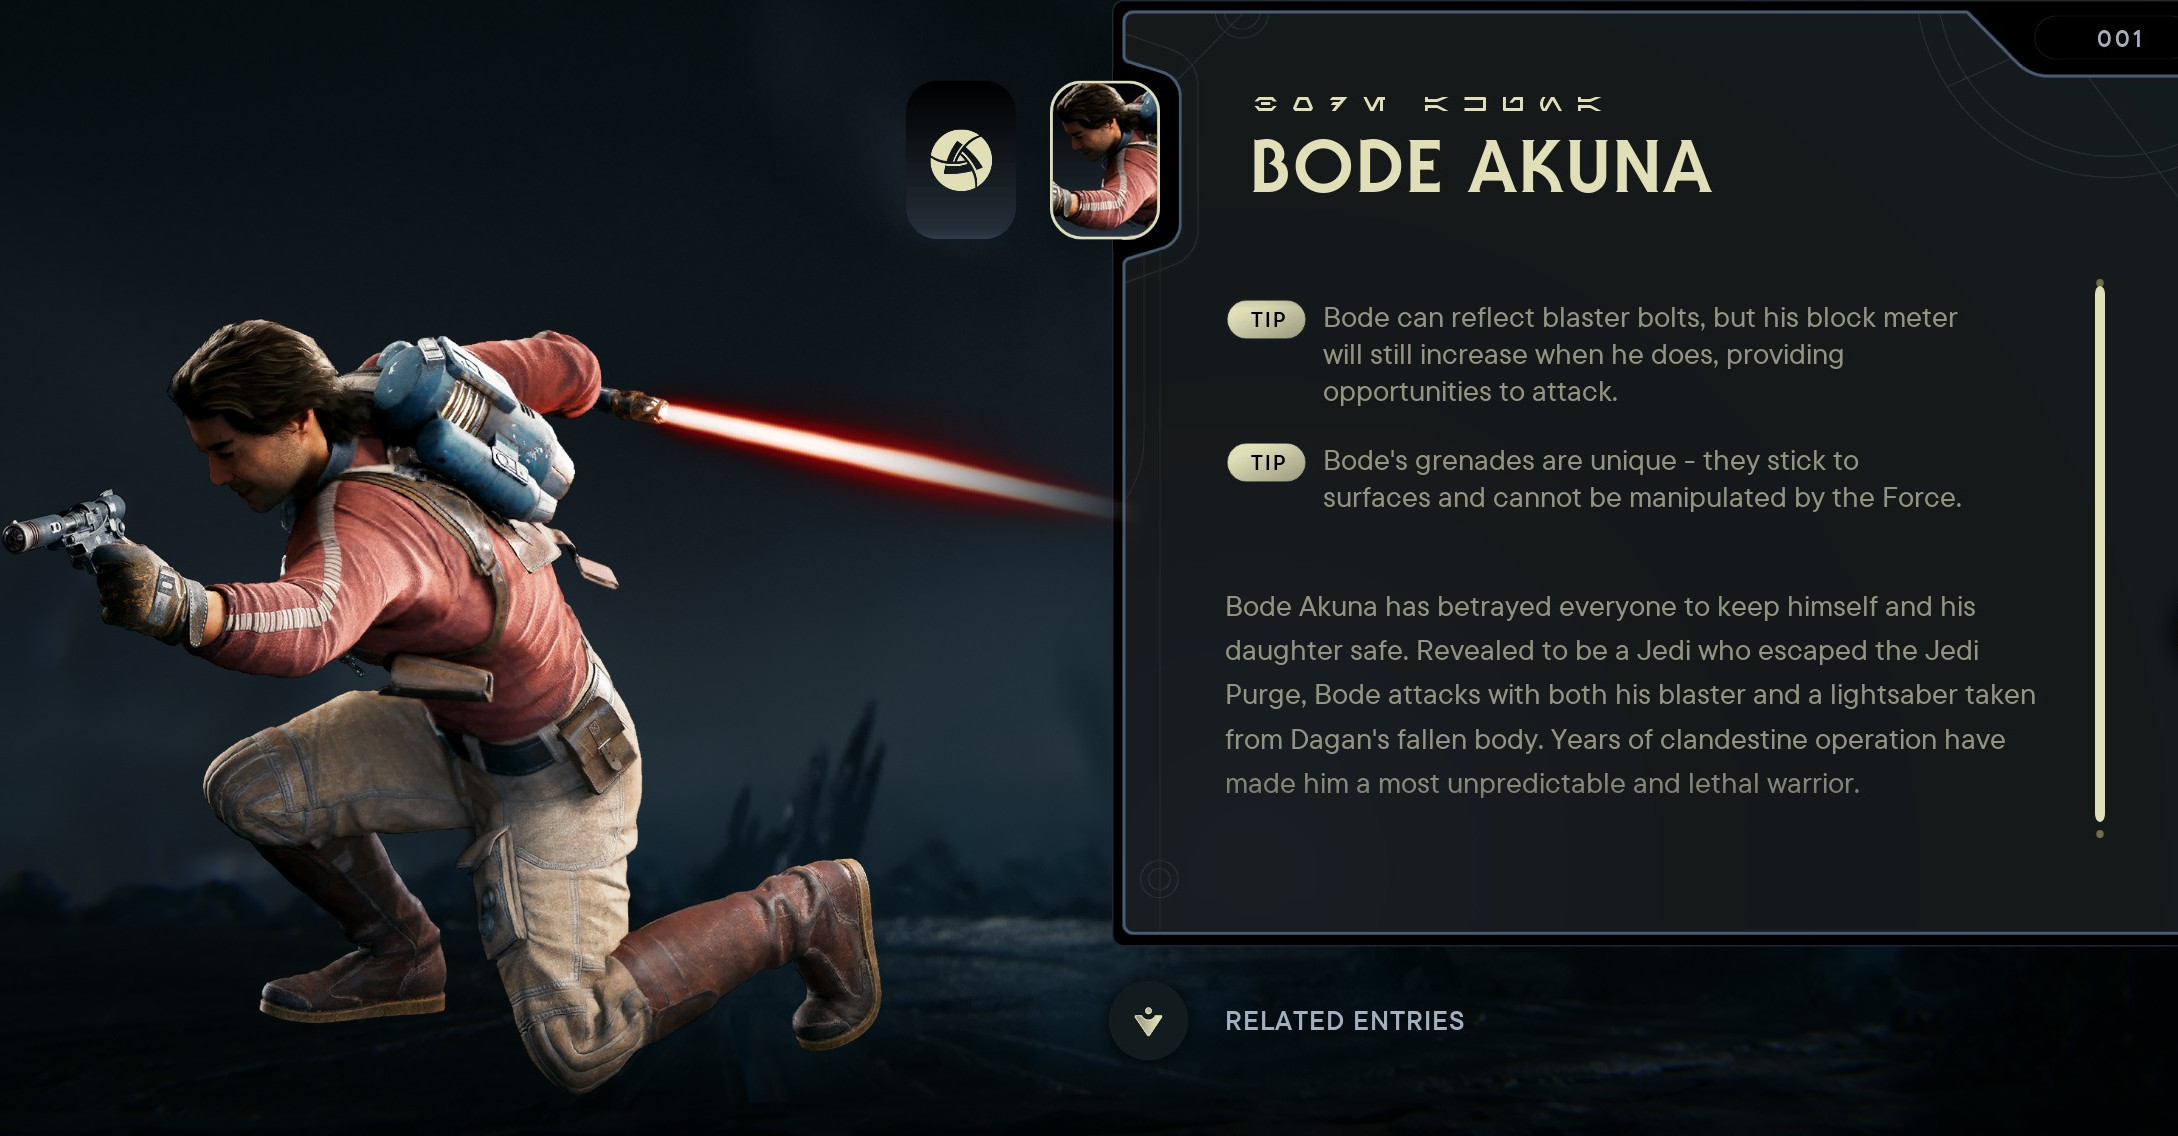 001
BODE AKUNA
TIP Bode can reflect blaster bolts, but his block meter
will still increase when he does, providing
opportunities to attack.
TIP Bode's grenades are unique - they stick to
surfaces and cannot be manipulated by the Force.
Bode Akuna has betrayed everyone to keep himself and his
daughter safe. Revealed to be a Jedi who escaped the Jedi
Purge, Bode attacks with both his blaster and a lightsaber taken
from Dagan's fallen body. Years of clandestine operation have
made him a most unpredictable and lethal warrior.
RELATED ENTRIES